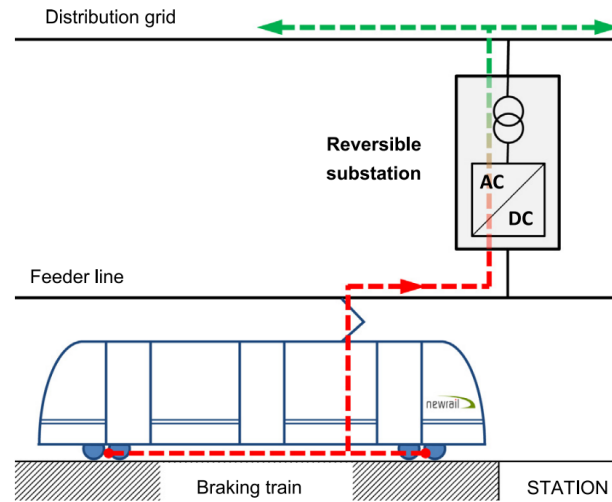 Distribution grid
Reversible
substation
AC
DC
Feeder line
newrail
Braking train
STATION